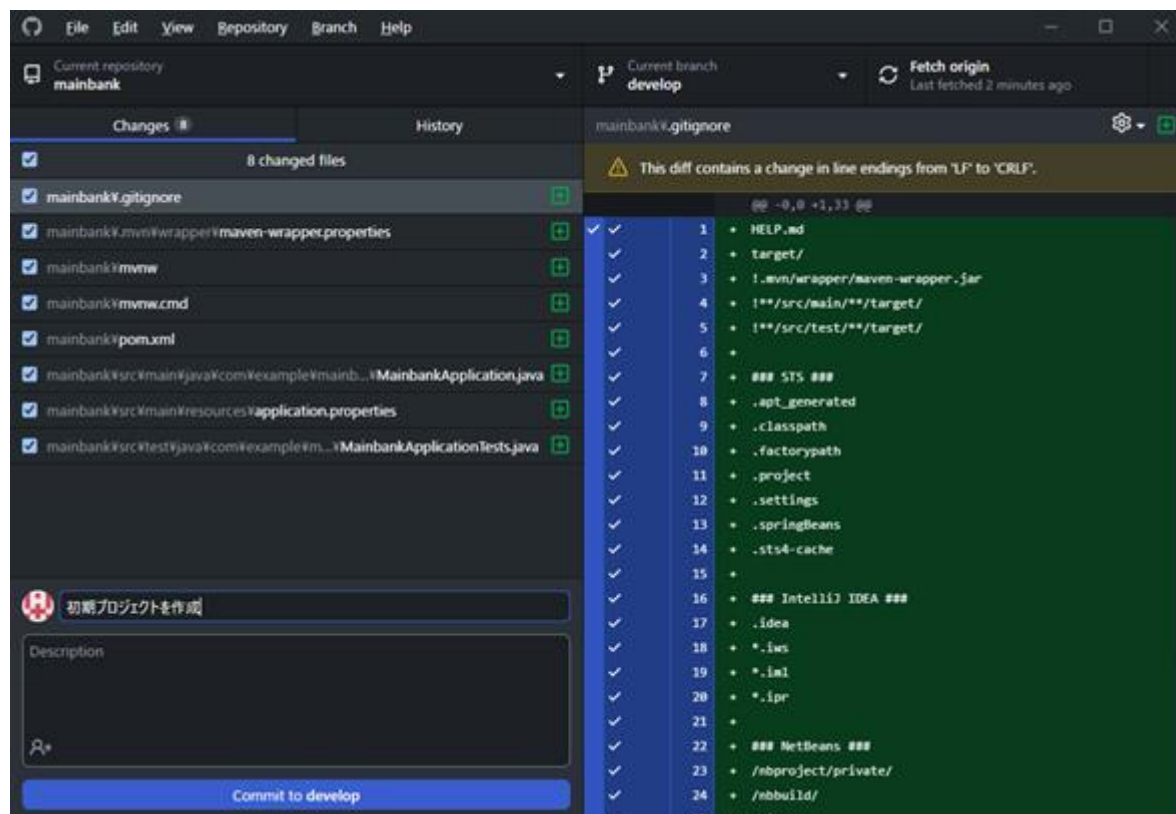 File Edit View Repository Branch Help
Current repository
mainbank
Current branch
develop
Fetch origin
Last fetched 2 minutes ago
Changes 8
History
mainbank¥.gitignore
8 changed files
This diff contains a change in line endings from 'LF' to 'CRLF'.
mainbank¥.gitignore
mainbank¥.mvn¥wrapper¥maven-wrapper.properties
mainbank¥mvnw
mainbank¥mvnw.cmd
mainbank¥pom.xml
mainbank¥src¥main¥java¥com¥example¥mainb...¥MainbankApplication.java
mainbank¥src¥main¥resources¥application.properties
mainbank¥src¥test¥java¥com¥example¥m...¥MainbankApplicationTests.java
初期プロジェクトを作成
Description
Commit to develop
@@ -0,0 +1,33 @@
1 + HELP.md
2 + target/
3 + !.mvn/wrapper/maven-wrapper.jar
4 + !**/src/main/**/target/
5 + !**/src/test/**/target/
6 +
7 + ### STS ###
8 + .apt_generated
9 + .classpath
10 + .factorypath
11 + .project
12 + .settings
13 + .springBeans
14 + .sts4-cache
15 +
16 + ### IntelliJ IDEA ###
17 + .idea
18 + *.iws
19 + *.iml
20 + *.ipr
21 +
22 + ### NetBeans ###
23 + /nbproject/private/
24 + /nbbuild/